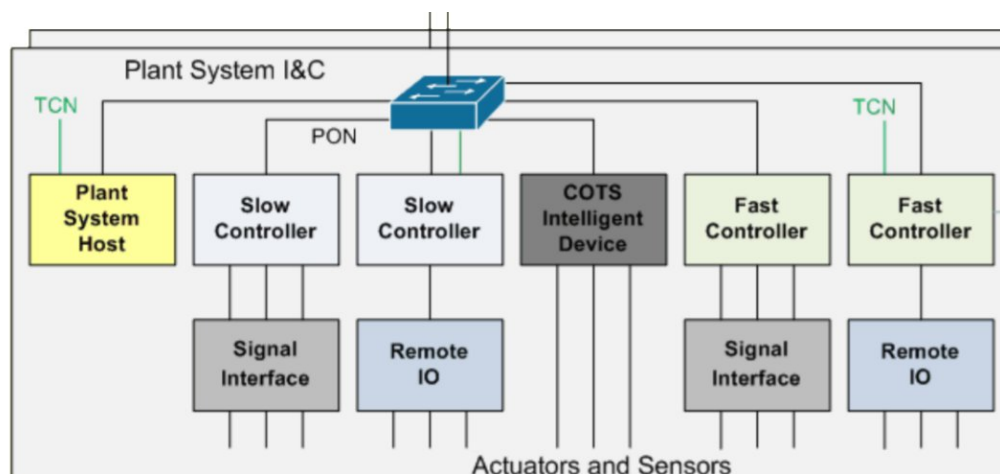 Plant System I&C
TCN
TCN
PON
Plant
System
Host
Slow
Controller
Slow
Controller
COTS
Intelligent
Device
Fast
Controller
Fast
Controller
Signal
Interface
Remote
IO
Signal
Interface
Remote
IO
Actuators and Sensors